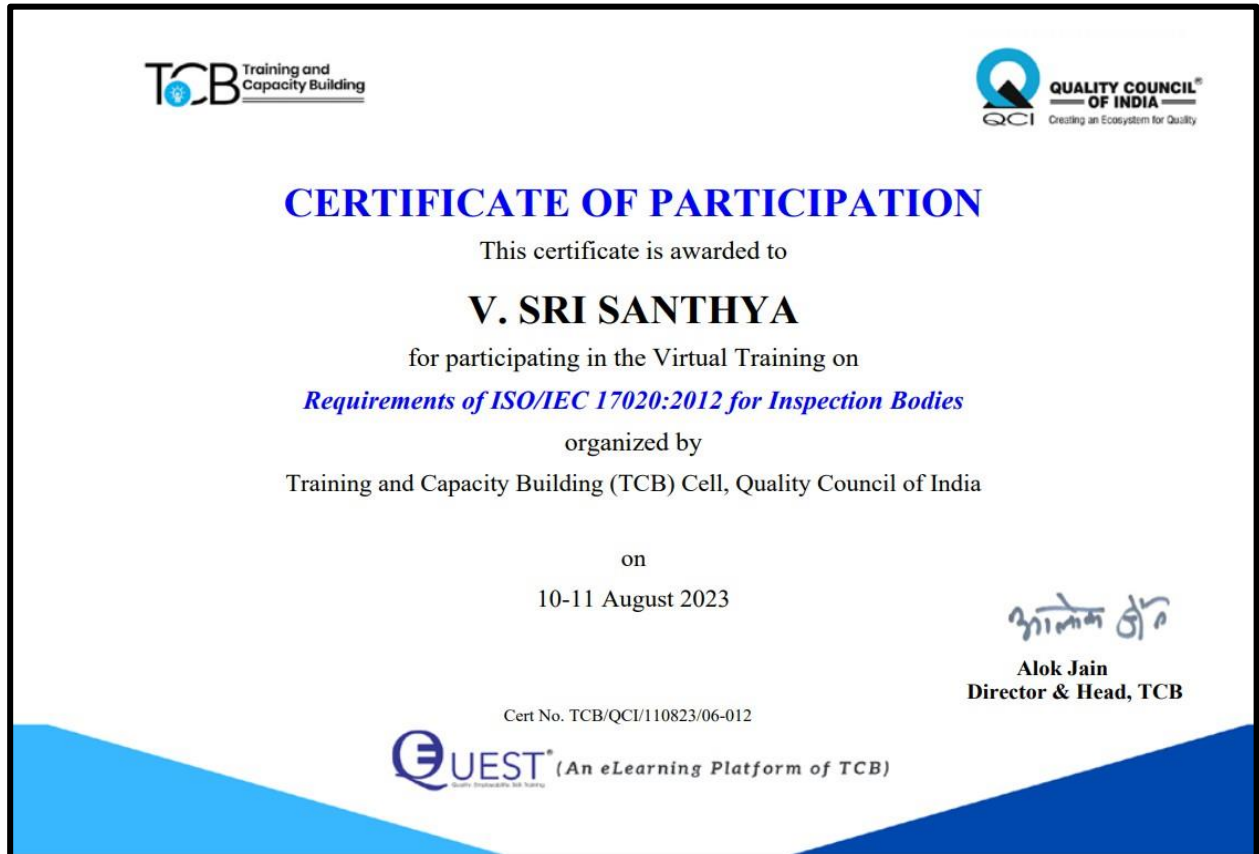 TCB Training and
Capacity Building
QUALITY COUNCIL®
OF INDIA
QCI Creating an Ecosystem for Quality
CERTIFICATE OF PARTICIPATION
This certificate is awarded to
V. SRI SANTHYA
for participating in the Virtual Training on
Requirements of ISO/IEC 17020:2012 for Inspection Bodies
organized by
Training and Capacity Building (TCB) Cell, Quality Council of India
on
10-11 August 2023
आलोक जैन
Alok Jain
Director & Head, TCB
Cert No. TCB/QCI/110823/06-012
QUEST® (An eLearning Platform of TCB)
Quality Employability Skill Training